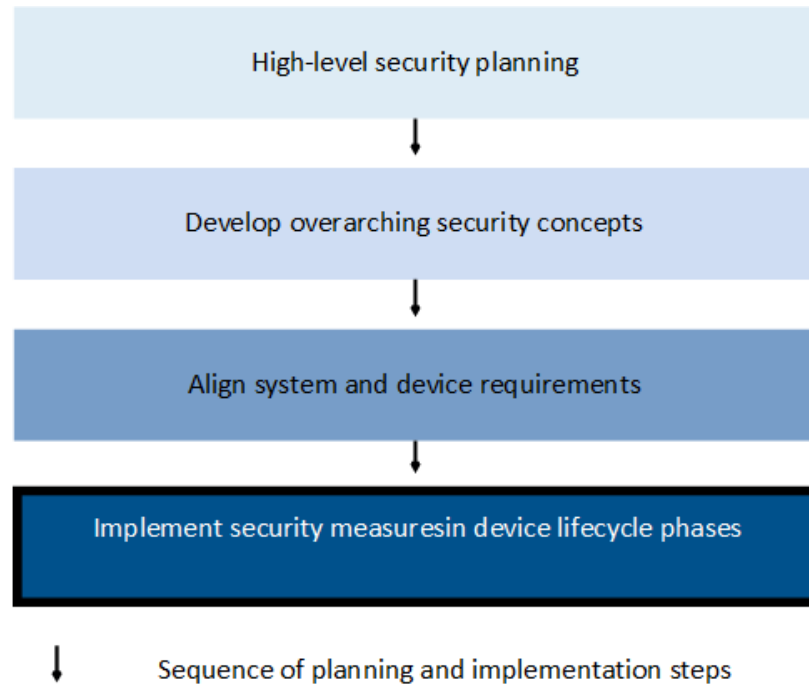 High-level security planning
Develop overarching security concepts
Align system and device requirements
Implement security measuresin device lifecycle phases
Sequence of planning and implementation steps